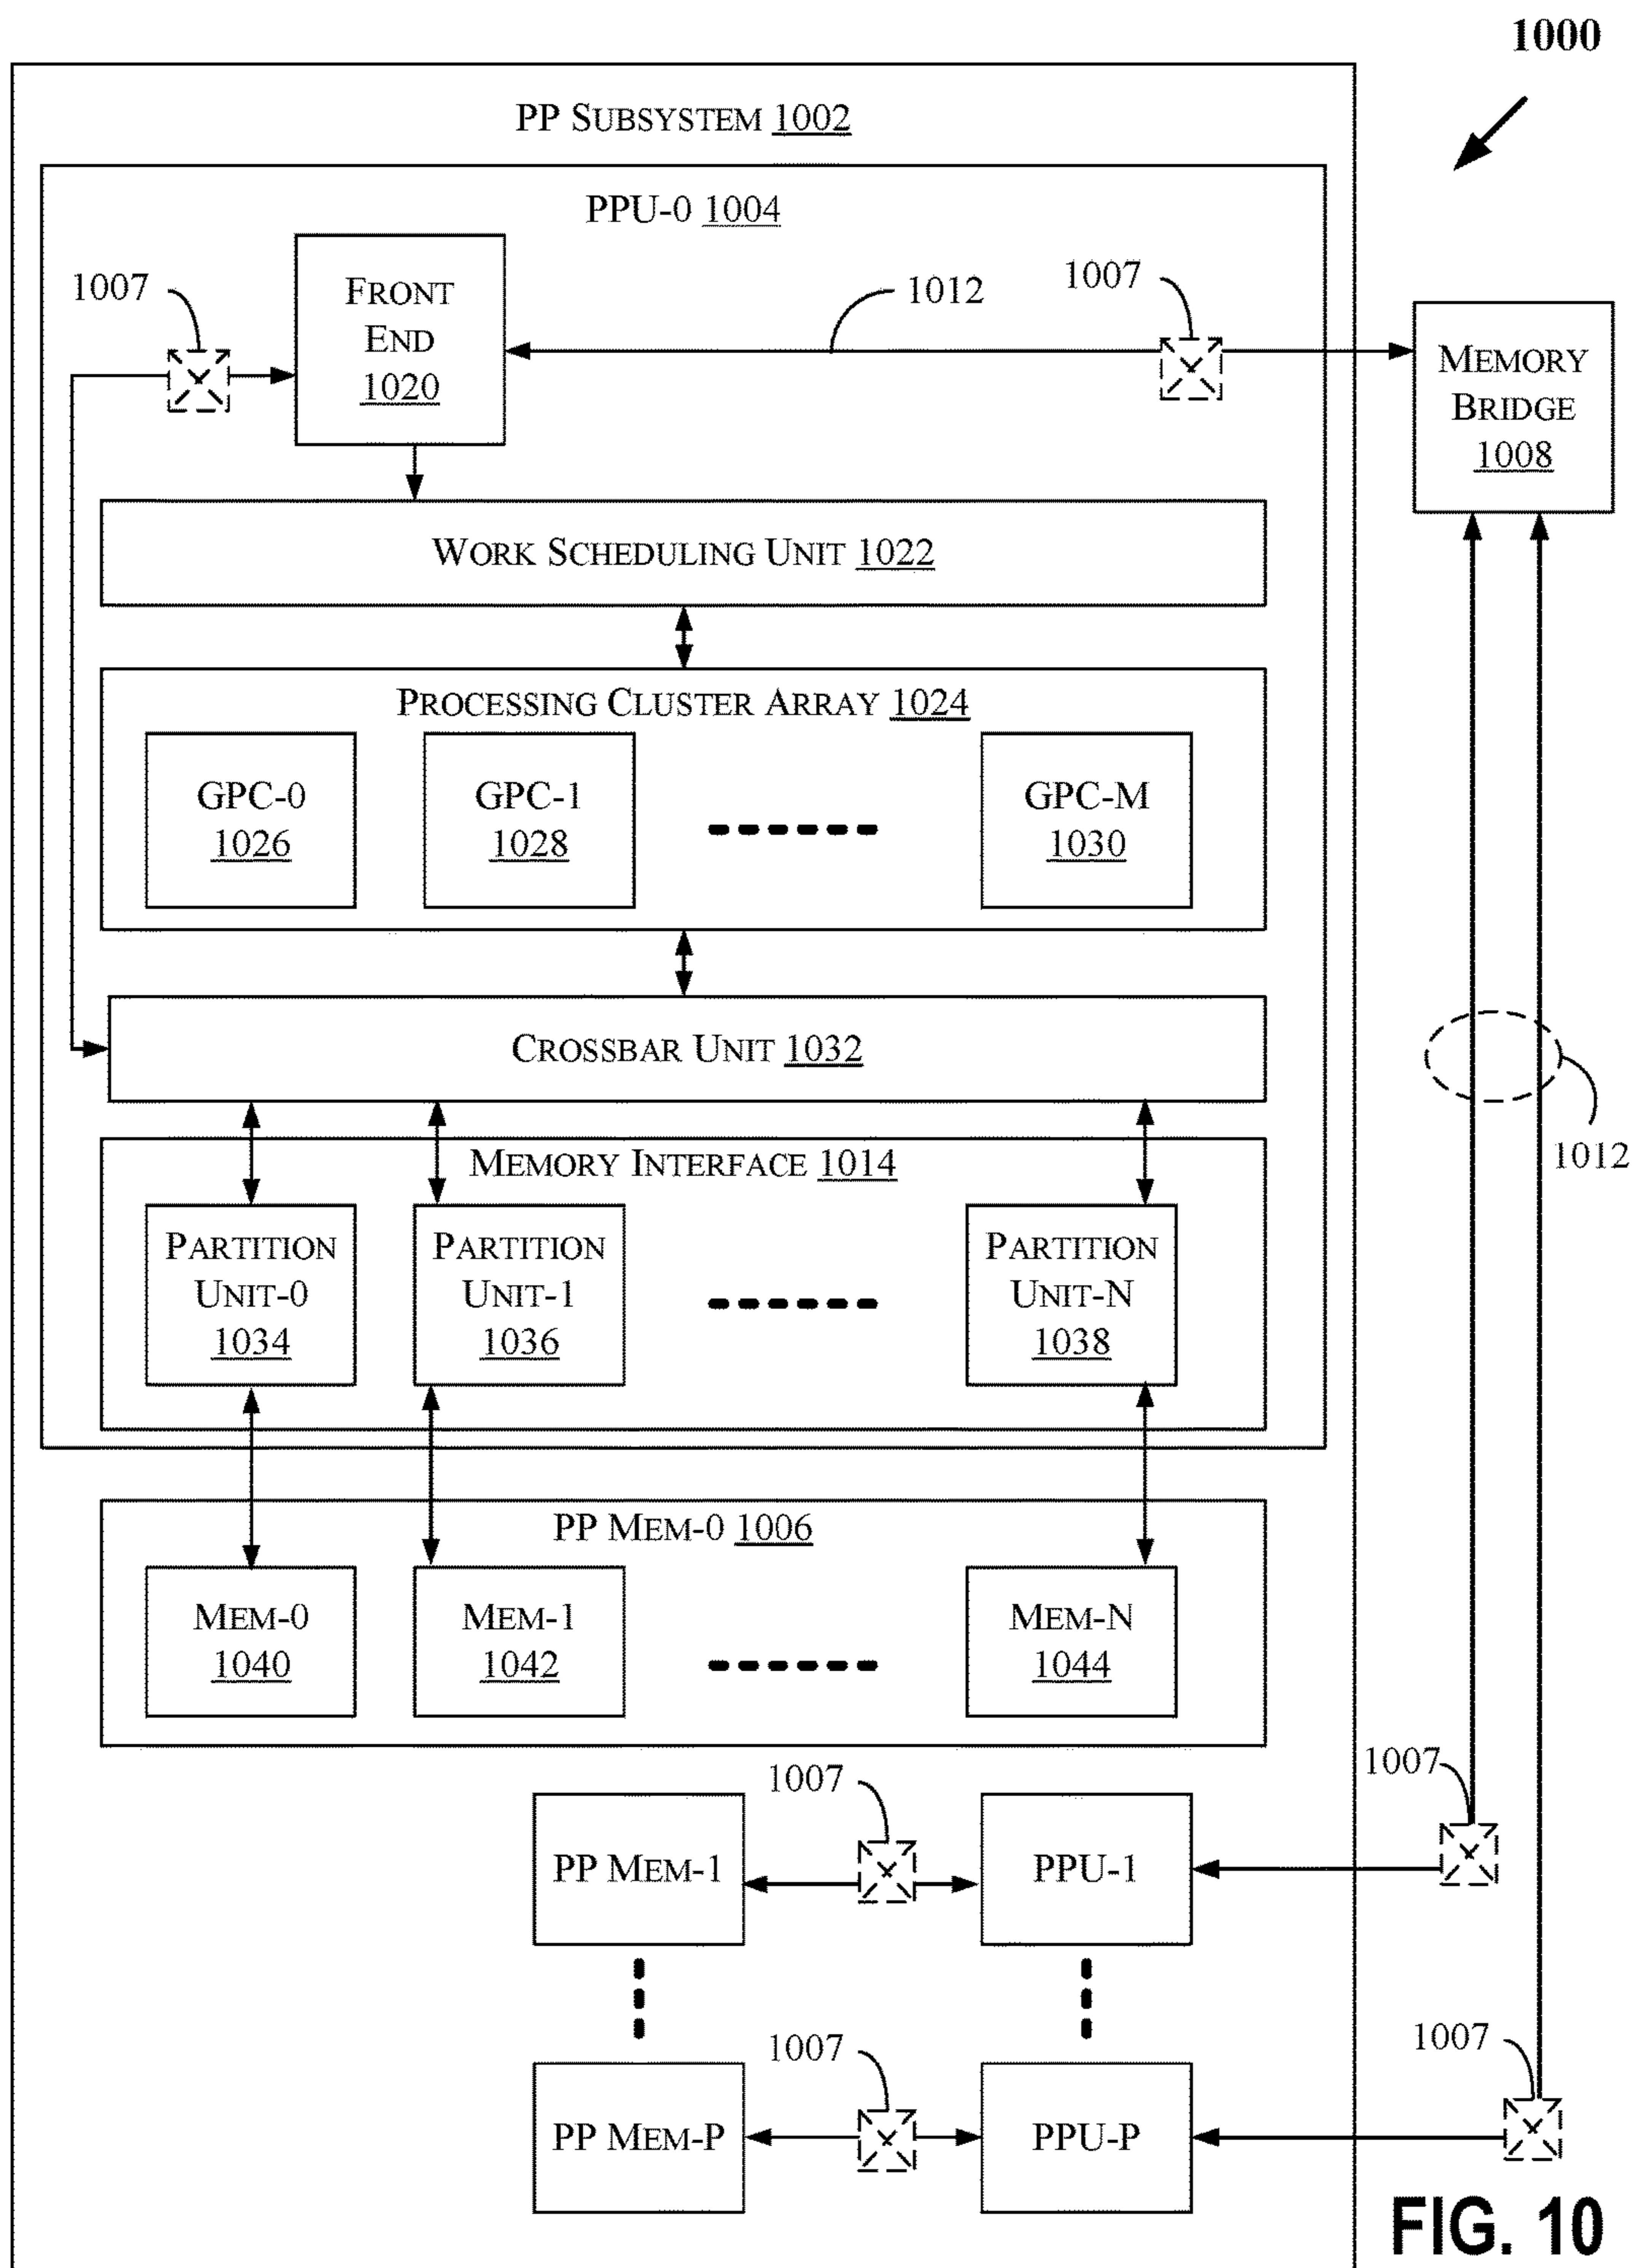 1000
PP SUBSYSTEM 1002
PPU-0 1004
1007
FRONT
END
1020
1012
1007
MEMORY
BRIDGE
1008
WORK SCHEDULING UNIT 1022
PROCESSING CLUSTER ARRAY 1024
GPC-0
1026
GPC-1
1028
GPC-M
1030
CROSSBAR UNIT 1032
1012
MEMORY INTERFACE 1014
PARTITION
UNIT-0
1034
PARTITION
UNIT-1
1036
PARTITION
UNIT-N
1038
PP MEM-0 1006
MEM-0
1040
MEM-1
1042
MEM-N
1044
1007
1007
PP MEM-1
PPU-1
1007
1007
PP MEM-P
PPU-P
FIG. 10